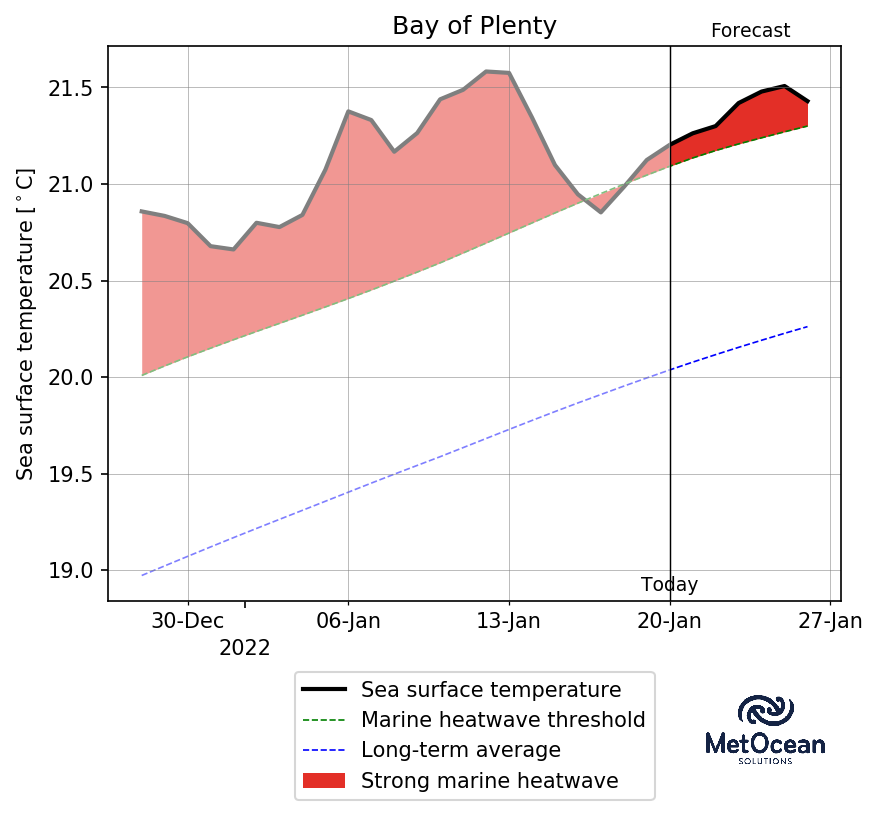 Bay of Plenty
Forecast
Sea surface temperature [°C]
21.5
21.0
20.5
20.0
19.5
19.0
Today
30-Dec 06-Jan 13-Jan 20-Jan 27-Jan
2022
Sea surface temperature
Marine heatwave threshold
Long-term average
Strong marine heatwave
MetOcean
SOLUTIONS